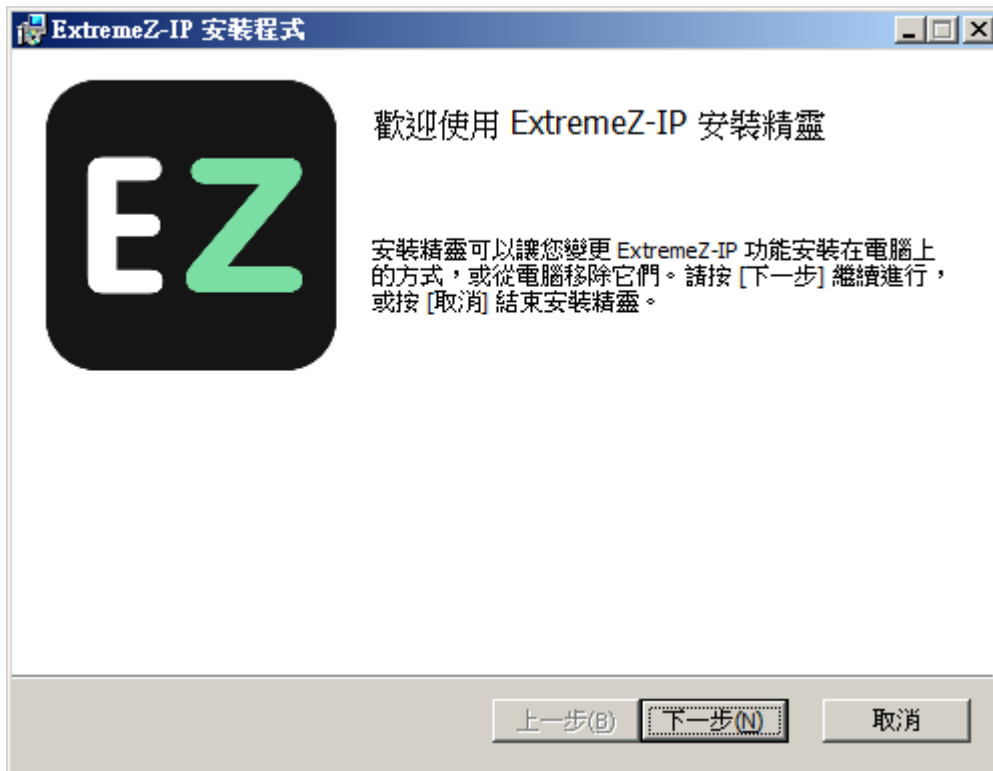 ExtremeZ-IP 安裝程式
EZ
歡迎使用 ExtremeZ-IP 安裝精靈
安裝精靈可以讓您變更 ExtremeZ-IP 功能安裝在電腦上
的方式，或從電腦移除它們。請按 [下一步] 繼續進行，
或按 [取消] 結束安裝精靈。
上一步(B) 下一步(N) 取消